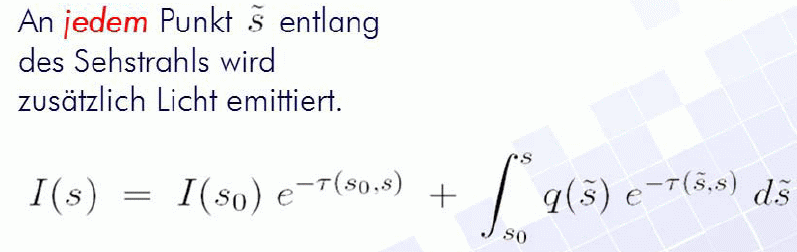 An jedem Punkt s̃ entlang
des Sehstrahls wird
zusätzlich Licht emittiert.
I(s) = I(s₀) e^{−τ(s₀,s)} + ∫_{s₀}^{s} q(s̃) e^{−τ(s̃,s)} ds̃